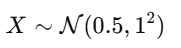 X ∼ 𝒩(0.5, 1²)